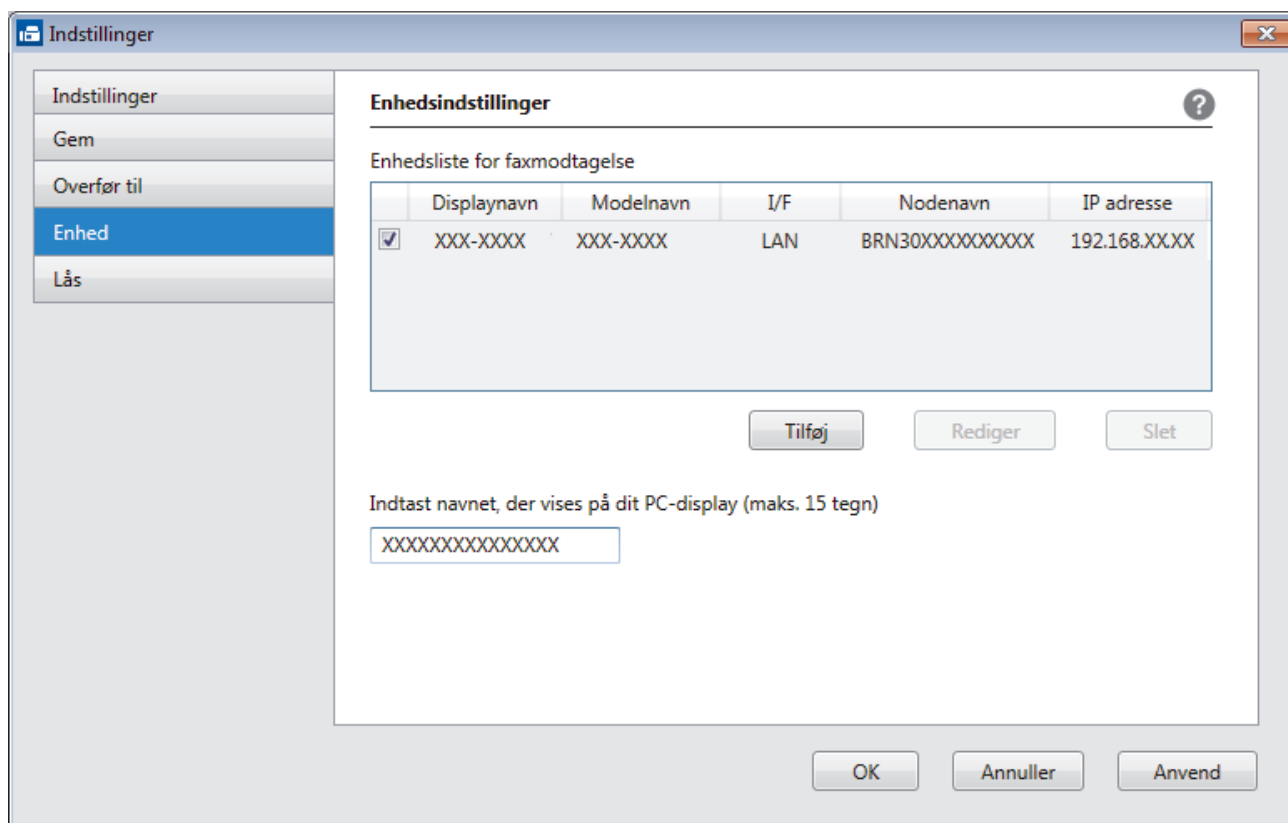 Indstillinger
Indstillinger
Gem
Overfør til
Enhed
Lås
Enhedsindstillinger
?
Enhedsliste for faxmodtagelse
Displaynavn Modelnavn I/F Nodenavn IP adresse
XXX-XXXX XXX-XXXX LAN BRN30XXXXXXXXXX 192.168.XX.XX
Tilføj Rediger Slet
Indtast navnet, der vises på dit PC-display (maks. 15 tegn)
XXXXXXXXXXXXXXX
OK Annuller Anvend